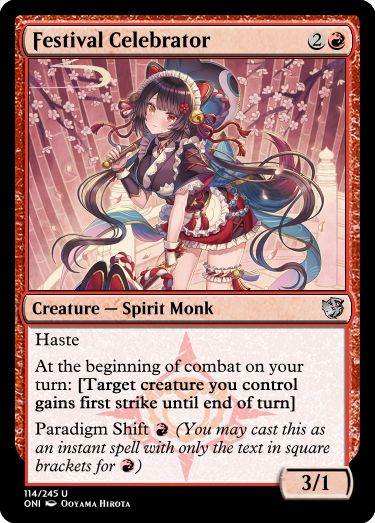 Festival Celebrator 2
Creature — Spirit Monk
Haste
At the beginning of combat on your
turn: [Target creature you control
gains first strike until end of turn]
Paradigm Shift (You may cast this as
an instant spell with only the text in square
brackets for )
3/1
114/245 U
ONI Ooyama Hirota